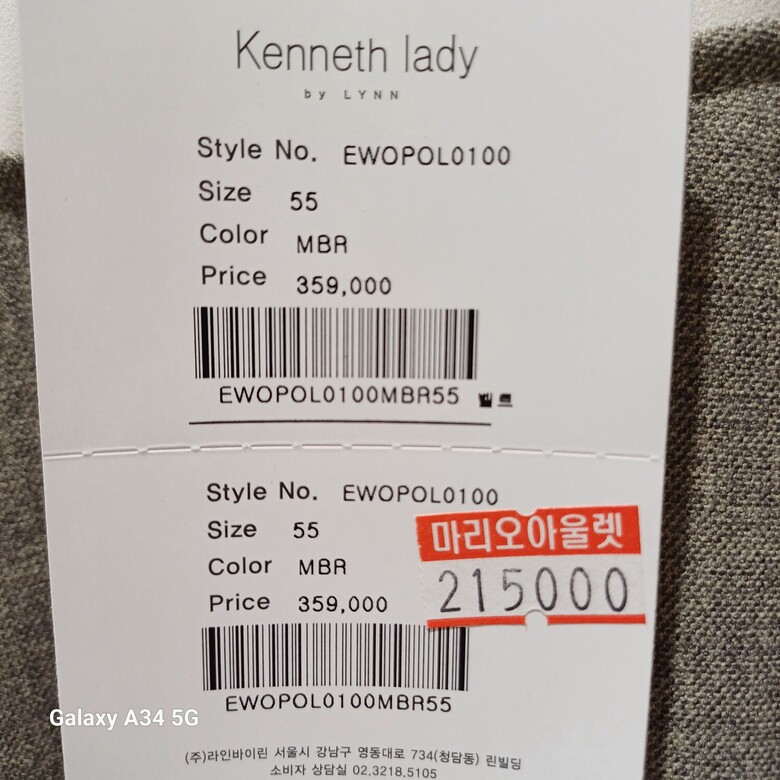 Kenneth lady
by LYNN
Style No. EWOPOL0100
Size 55
Color MBR
Price 359,000
EWOPOL0100MBR55 벨트
Style No. EWOPOL0100
Size 55
Color MBR
Price 359,000
마리오아울렛
215000
EWOPOL0100MBR55
(주)라인바이린 서울시 강남구 영동대로 734(청담동) 린빌딩
소비자 상담실 02.3218.5105
Galaxy A34 5G